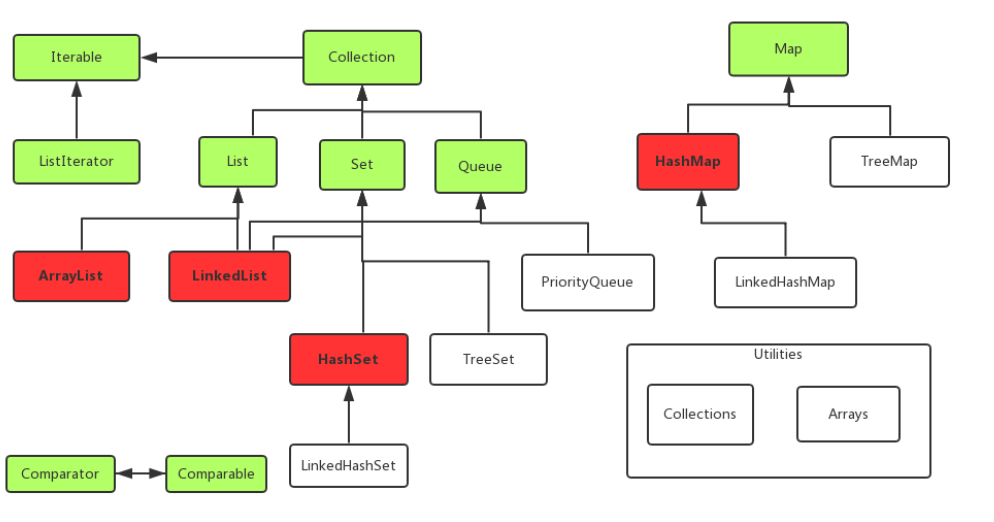 Iterable
Collection
Map
ListIterator
List
Set
Queue
HashMap
TreeMap
ArrayList
LinkedList
PriorityQueue
LinkedHashMap
HashSet
TreeSet
Utilities
Collections
Arrays
LinkedHashSet
Comparator
Comparable